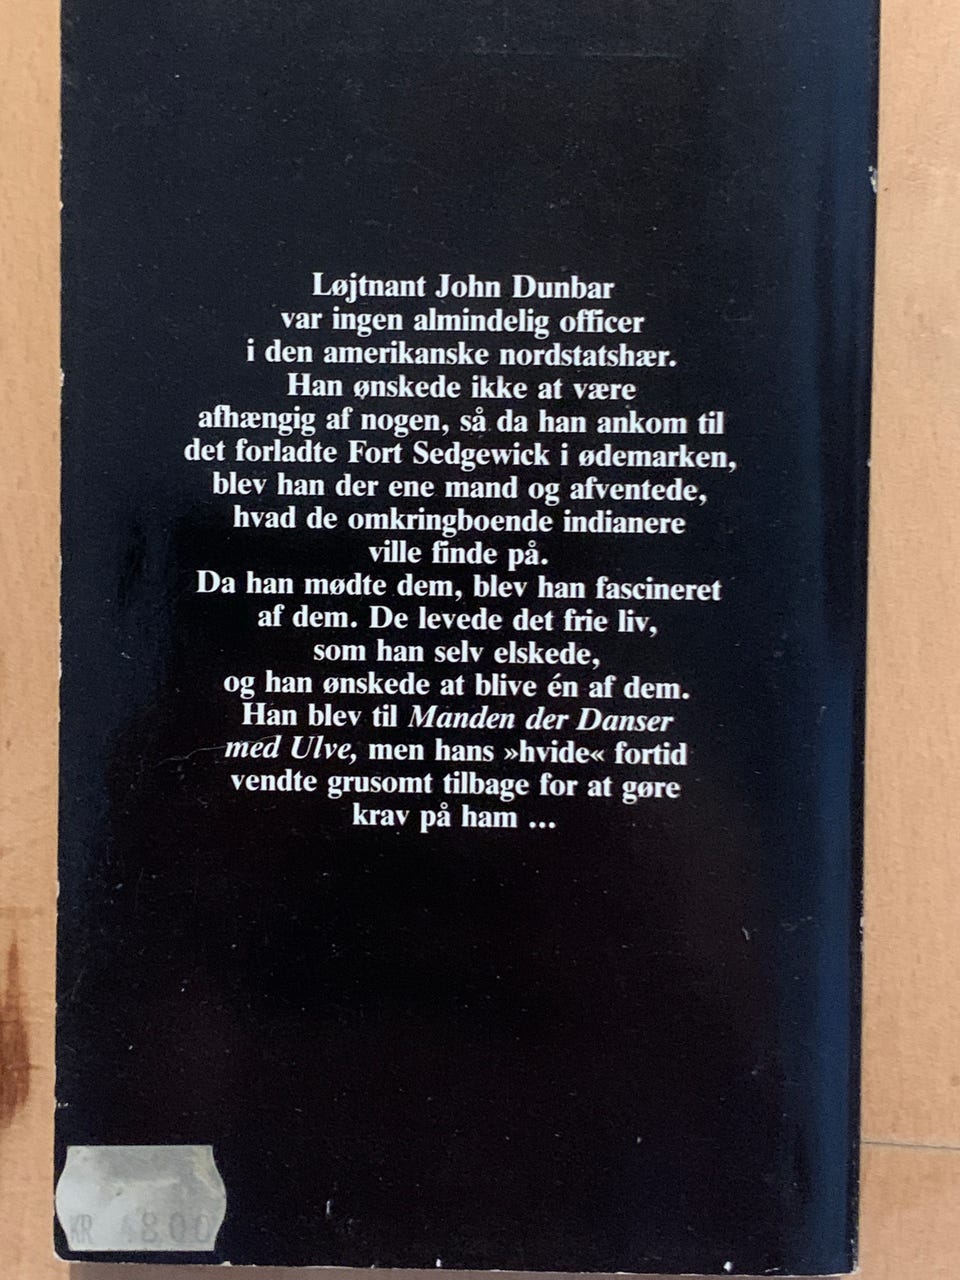 Løjtnant John Dunbar
var ingen almindelig officer
i den amerikanske nordstatshær.
Han ønskede ikke at være
afhængig af nogen, så da han ankom til
det forladte Fort Sedgewick i ødemarken,
blev han der ene mand og afventede,
hvad de omkringboende indianere
ville finde på.
Da han mødte dem, blev han fascineret
af dem. De levede det frie liv,
som han selv elskede,
og han ønskede at blive én af dem.
Han blev til Manden der Danser
med Ulve, men hans »hvide« fortid
vendte grusomt tilbage for at gøre
krav på ham ...
KR